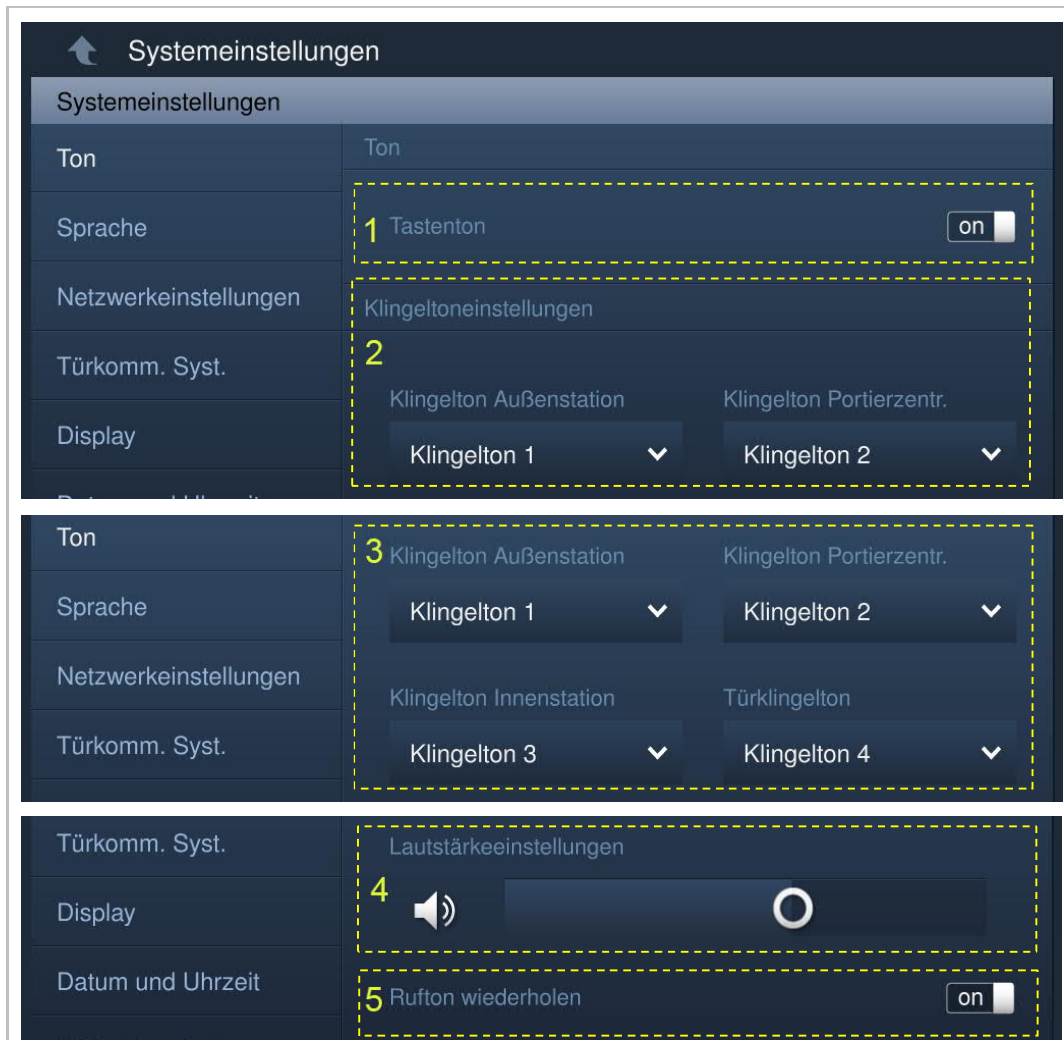 Systemeinstellungen
Systemeinstellungen
Ton
Ton
Sprache
1 Tastenton on
Netzwerkeinstellungen
Klingeltoneinstellungen
Türkomm. Syst.
2
Klingelton Außenstation Klingelton Portierzentr.
Display
Klingelton 1 Klingelton 2
Ton
3 Klingelton Außenstation Klingelton Portierzentr.
Sprache
Klingelton 1 Klingelton 2
Netzwerkeinstellungen
Klingelton Innenstation Türklingelton
Türkomm. Syst.
Klingelton 3 Klingelton 4
Türkomm. Syst.
Lautstärkeeinstellungen
4
Display
Datum und Uhrzeit
5 Rufton wiederholen on